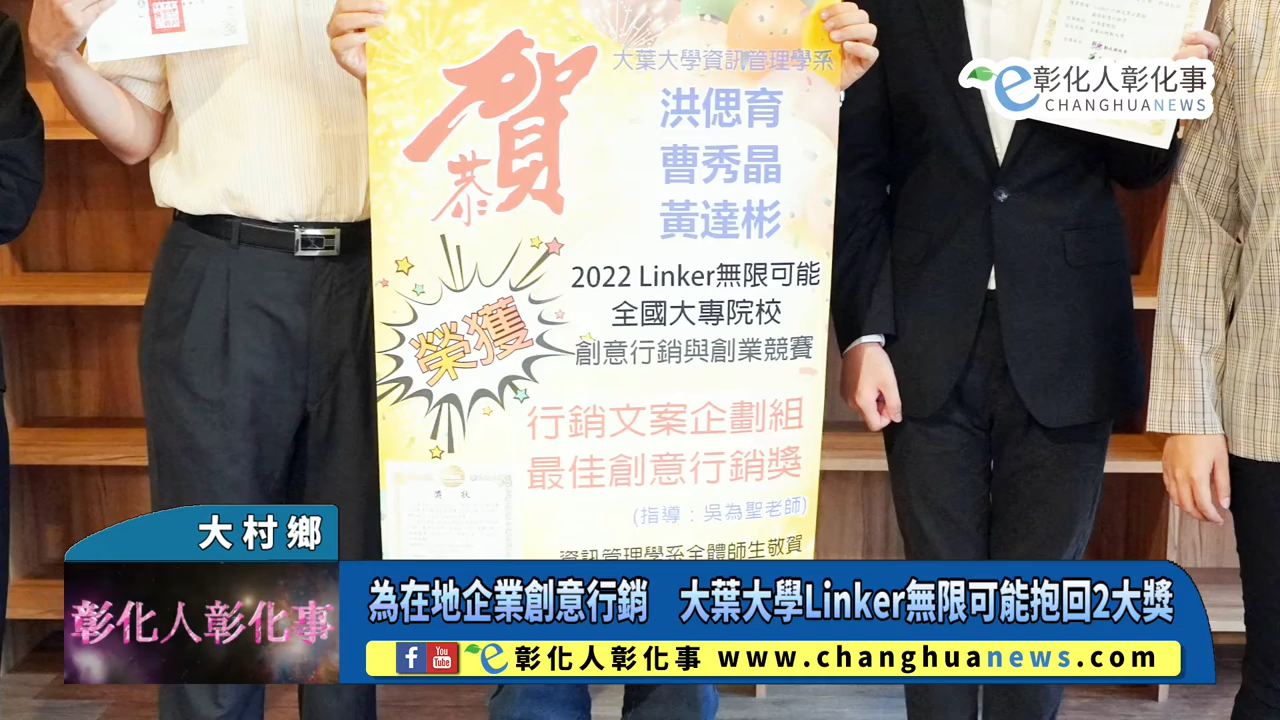 大葉大學資訊管理學系
賀
恭
洪偲育
曹秀晶
黃達彬
2022 Linker無限可能
全國大專院校
創意行銷與創業競賽
榮獲
行銷文案企劃組
最佳創意行銷獎
(指導：吳為聖老師)
資訊管理學系全體師生敬賀
獎 狀
e彰化人彰化事
CHANGHUANEWS
大村鄉
彰化人彰化事
為在地企業創意行銷 大葉大學Linker無限可能抱回2大獎
f You Tube e彰化人彰化事 www.changhuanews.com